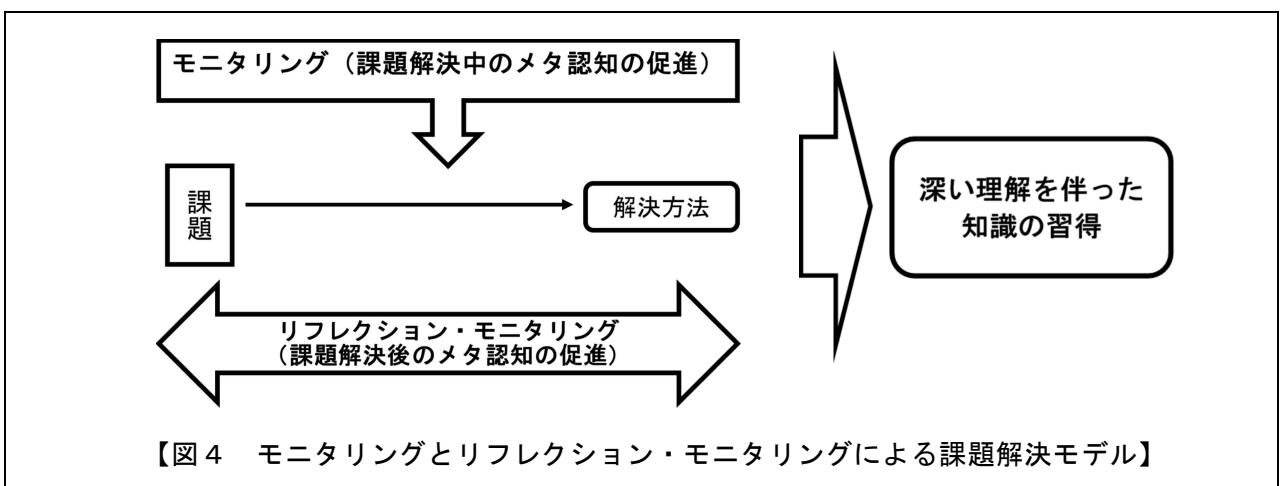 モニタリング（課題解決中のメタ認知の促進）
課題
解決方法
深い理解を伴った
知識の習得
リフレクション・モニタリング
（課題解決後のメタ認知の促進）
【図４　モニタリングとリフレクション・モニタリングによる課題解決モデル】